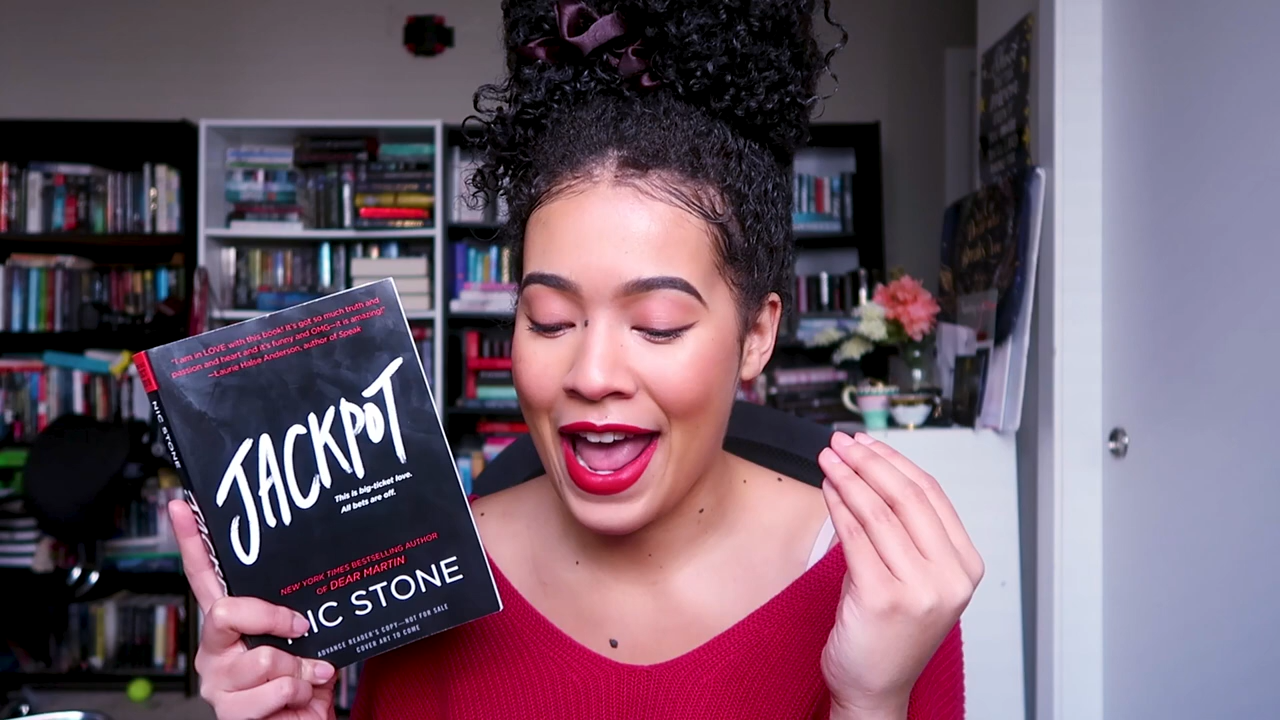 "I am in LOVE with this book! It's got so much truth and
passion and heart and it's funny and OMG—it is amazing!"
—Laurie Halse Anderson, author of Speak
JACKPOT
This is big-ticket love.
All bets are off.
NEW YORK TIMES BESTSELLING AUTHOR
OF DEAR MARTIN
NIC STONE
ADVANCE READER'S COPY—NOT FOR SALE
COVER ART TO COME
NIC STONE